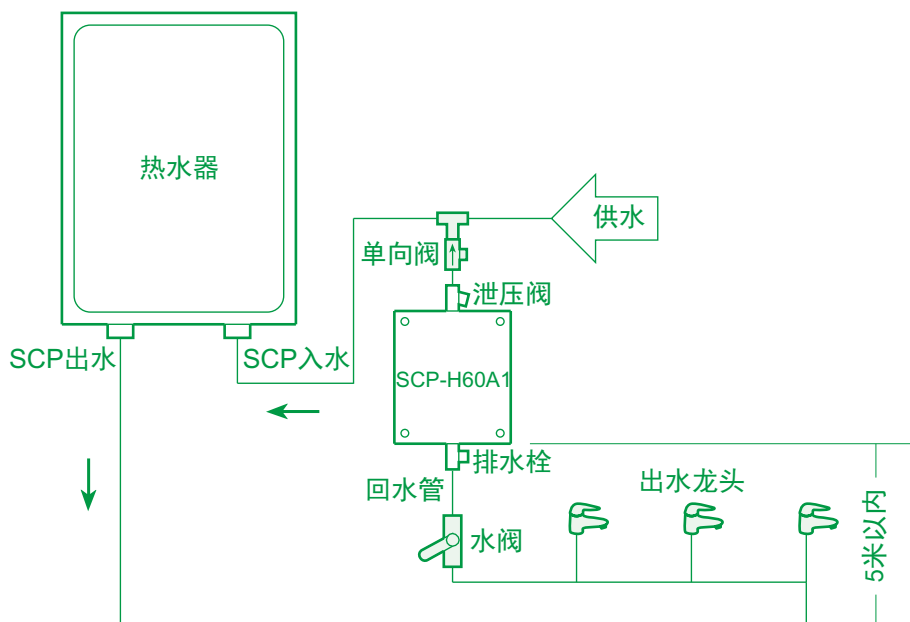 热水器
供水
单向阀
泄压阀
SCP出水
SCP入水
SCP-H60A1
排水栓
回水管
出水龙头
水阀
5米以内